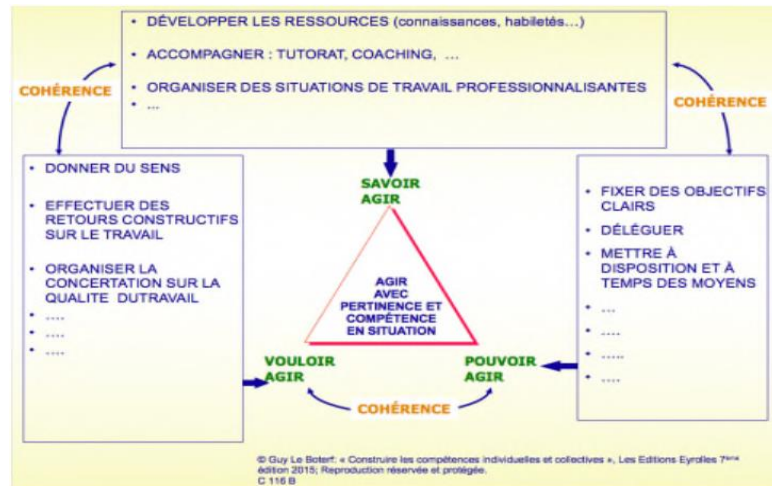 • DÉVELOPPER LES RESSOURCES (connaissances, habiletés…)
• ACCOMPAGNER : TUTORAT, COACHING, …
• ORGANISER DES SITUATIONS DE TRAVAIL PROFESSIONNALISANTES
• ...
COHÉRENCE
COHÉRENCE
• DONNER DU SENS
• EFFECTUER DES
RETOURS CONSTRUCTIFS
SUR LE TRAVAIL
• ORGANISER LA
CONCERTATION SUR LA
QUALITE DUTRAVAIL
• ....
• ....
• ....
SAVOIR
AGIR
AGIR
AVEC
PERTINENCE ET
COMPÉTENCE
EN SITUATION
• FIXER DES OBJECTIFS
CLAIRS
• DÉLÉGUER
• METTRE À
DISPOSITION ET À
TEMPS DES MOYENS
• ...
• ....
• .....
• ....
VOULOIR
AGIR
POUVOIR
AGIR
COHÉRENCE
© Guy Le Boterf: « Construire les compétences individuelles et collectives », Les Editions Eyrolles 7ème
édition 2015; Reproduction réservée et protégée.
C 116 B